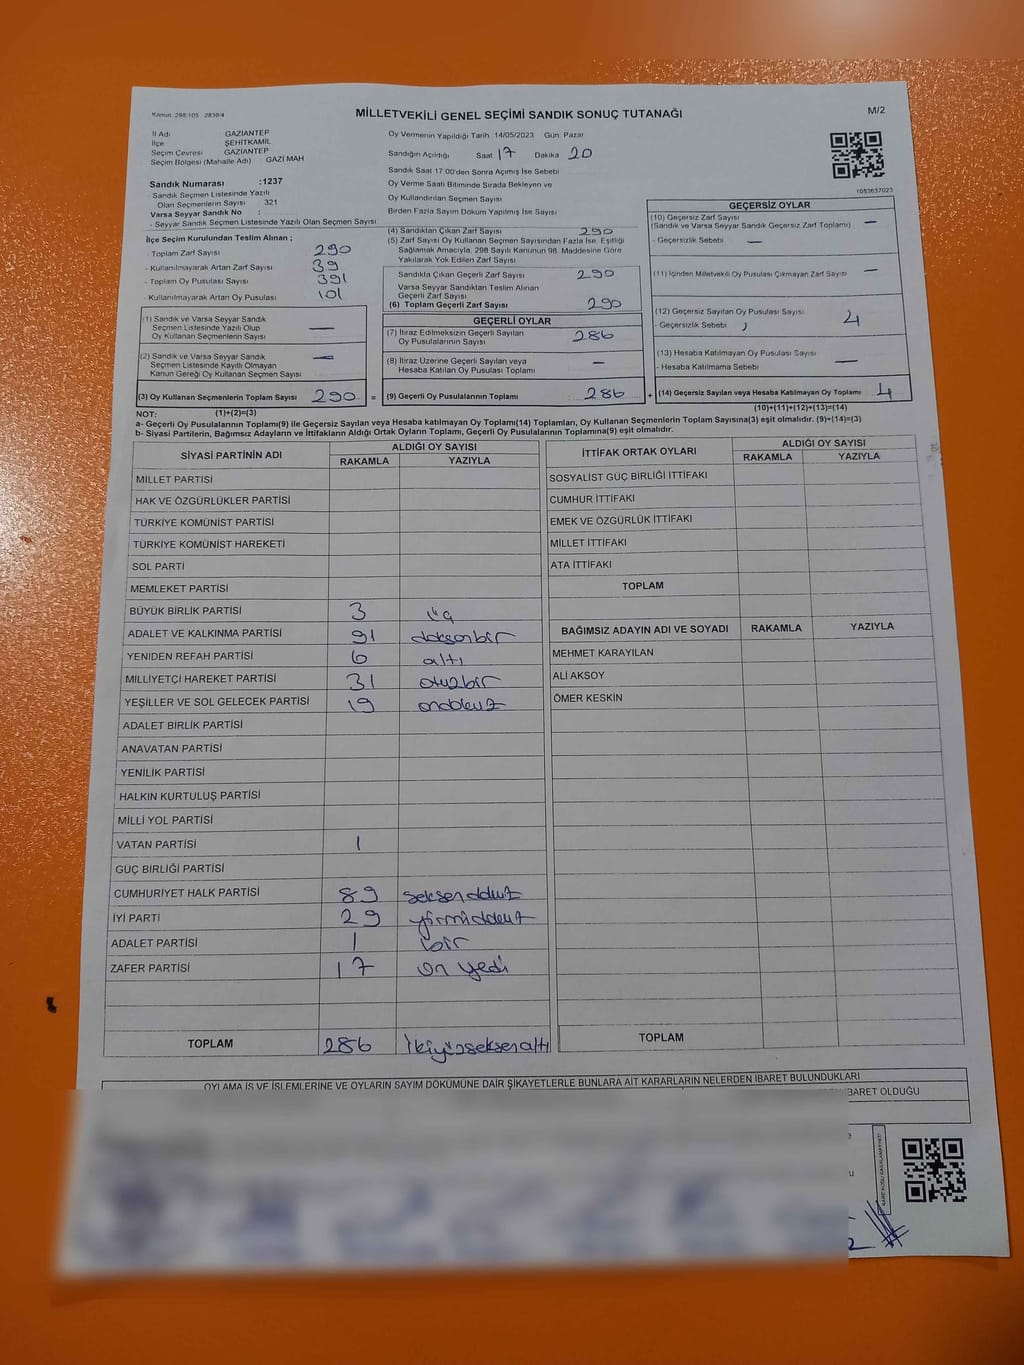 Kanun: 298/105 2839/4
MİLLETVEKİLİ GENEL SEÇİMİ SANDIK SONUÇ TUTANAĞI
M/2
İl Adı GAZİANTEP
İlçe ŞEHİTKAMİL
Seçim Çevresi GAZİANTEP
Seçim Bölgesi (Mahalle Adı) GAZİ MAH
Sandık Numarası :1237
Sandık Seçmen Listesinde Yazılı
Olan Seçmenlerin Sayısı 321
Varsa Seyyar Sandık No :
- Seyyar Sandık Seçmen Listesinde Yazılı Olan Seçmen Sayısı
Oy Vermenin Yapıldığı Tarih 14/05/2023 Gün Pazar
Sandığın Açıldığı Saat 17 Dakika 20
Sandık Saat 17:00'den Sonra Açımış İse Sebebi
Oy Verme Saati Bitiminde Sırada Bekleyen ve
Oy Kullandırılan Seçmen Sayısı
Birden Fazla Sayım Döküm Yapılmış İse Sayısı
1083637023
İlçe Seçim Kurulundan Teslim Alınan ;
- Toplam Zarf Sayısı 290
- Kullanılmayarak Artan Zarf Sayısı 39
- Toplam Oy Pusulası Sayısı 391
- Kullanılmayarak Artan Oy Pusulası 101
(1) Sandık ve Varsa Seyyar Sandık
Seçmen Listesinde Yazılı Olup
Oy Kullanan Seçmenlerin Sayısı —
(2) Sandık ve Varsa Seyyar Sandık
Seçmen Listesinde Kayıtlı Olmayan
Kanun Gereği Oy Kullanan Seçmen Sayısı —
(3) Oy Kullanan Seçmenlerin Toplam Sayısı 290 =
(1)+(2)=(3)
(4) Sandıktan Çıkan Zarf Sayısı 290
(5) Zarf Sayısı Oy Kullanan Seçmen Sayısından Fazla İse, Eşitliği
Sağlamak Amacıyla, 298 Sayılı Kanunun 98. Maddesine Göre
Yakılarak Yok Edilen Zarf Sayısı
Sandıkta Çıkan Geçerli Zarf Sayısı 290
Varsa Seyyar Sandıktan Teslim Alınan
Geçerli Zarf Sayısı
(6) Toplam Geçerli Zarf Sayısı 290
GEÇERLİ OYLAR
(7) İtiraz Edilmeksizin Geçerli Sayılan
Oy Pusulalarının Sayısı 286
(8) İtiraz Üzerine Geçerli Sayılan veya
Hesaba Katılan Oy Pusulası Toplamı —
(9) Geçerli Oy Pusulalarının Toplamı 286 +
GEÇERSİZ OYLAR
(10) Geçersiz Zarf Sayısı
(Sandık ve Varsa Seyyar Sandık Geçersiz Zarf Toplamı) —
- Geçersizlik Sebebi —
(11) İçinden Milletvekili Oy Pusulası Çıkmayan Zarf Sayısı —
(12) Geçersiz Sayılan Oy Pusulası Sayısı 4
- Geçersizlik Sebebi
(13) Hesaba Katılmayan Oy Pusulası Sayısı —
- Hesaba Katılmama Sebebi
(14) Geçersiz Sayılan veya Hesaba Katılmayan Oy Toplamı 4
(10)+(11)+(12)+(13)=(14)
NOT:
a- Geçerli Oy Pusulalarının Toplamı(9) ile Geçersiz Sayılan veya Hesaba katılmayan Oy Toplamı(14) Toplamları, Oy Kullanan Seçmenlerin Toplam Sayısına(3) eşit olmalıdır. (9)+(14)=(3)
b- Siyasi Partilerin, Bağımsız Adayların ve İttifakların Aldığı Ortak Oyların Toplamı, Geçerli Oy Pusulalarının Toplamına(9) eşit olmalıdır.
SİYASİ PARTİNİN ADI ALDIĞI OY SAYISI
RAKAMLA YAZIYLA
MİLLET PARTİSİ
HAK VE ÖZGÜRLÜKLER PARTİSİ
TÜRKİYE KOMÜNİST PARTİSİ
TÜRKİYE KOMÜNİST HAREKETİ
SOL PARTİ
MEMLEKET PARTİSİ
BÜYÜK BİRLİK PARTİSİ 3 üç
ADALET VE KALKINMA PARTİSİ 91 doksanbir
YENİDEN REFAH PARTİSİ 6 altı
MİLLİYETÇİ HAREKET PARTİSİ 31 otuzbir
YEŞİLLER VE SOL GELECEK PARTİSİ 19 ondokuz
ADALET BİRLİK PARTİSİ
ANAVATAN PARTİSİ
YENİLİK PARTİSİ
HALKIN KURTULUŞ PARTİSİ
MİLLİ YOL PARTİSİ
VATAN PARTİSİ 1
GÜÇ BİRLİĞİ PARTİSİ
CUMHURİYET HALK PARTİSİ 89 seksendokuz
İYİ PARTİ 29 yirmidokuz
ADALET PARTİSİ 1 bir
ZAFER PARTİSİ 17 on yedi
TOPLAM 286 ikiyüzseksenaltı
İTTİFAK ORTAK OYLARI ALDIĞI OY SAYISI
RAKAMLA YAZIYLA
SOSYALİST GÜÇ BİRLİĞİ İTTİFAKI
CUMHUR İTTİFAKI
EMEK VE ÖZGÜRLÜK İTTİFAKI
MİLLET İTTİFAKI
ATA İTTİFAKI
TOPLAM
BAĞIMSIZ ADAYIN ADI VE SOYADI RAKAMLA YAZIYLA
MEHMET KARAYILAN
ALİ AKSOY
ÖMER KESKİN
TOPLAM
OYLAMA İŞ VE İŞLEMLERİNE VE OYLARIN SAYIM DÖKÜMÜNE DAİR ŞİKAYETLERLE BUNLARA AİT KARARLARIN NELERDEN İBARET BULUNDUKLARI
İBARET OLDUĞU